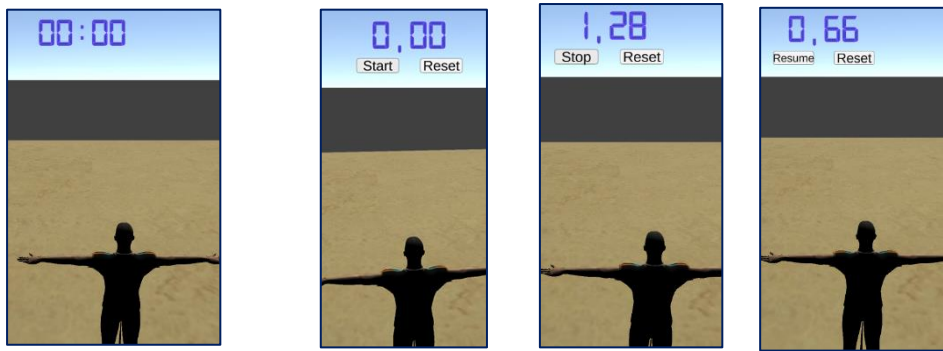 00:00
0,00
Start Reset
1,28
Stop Reset
0,66
Resume Reset